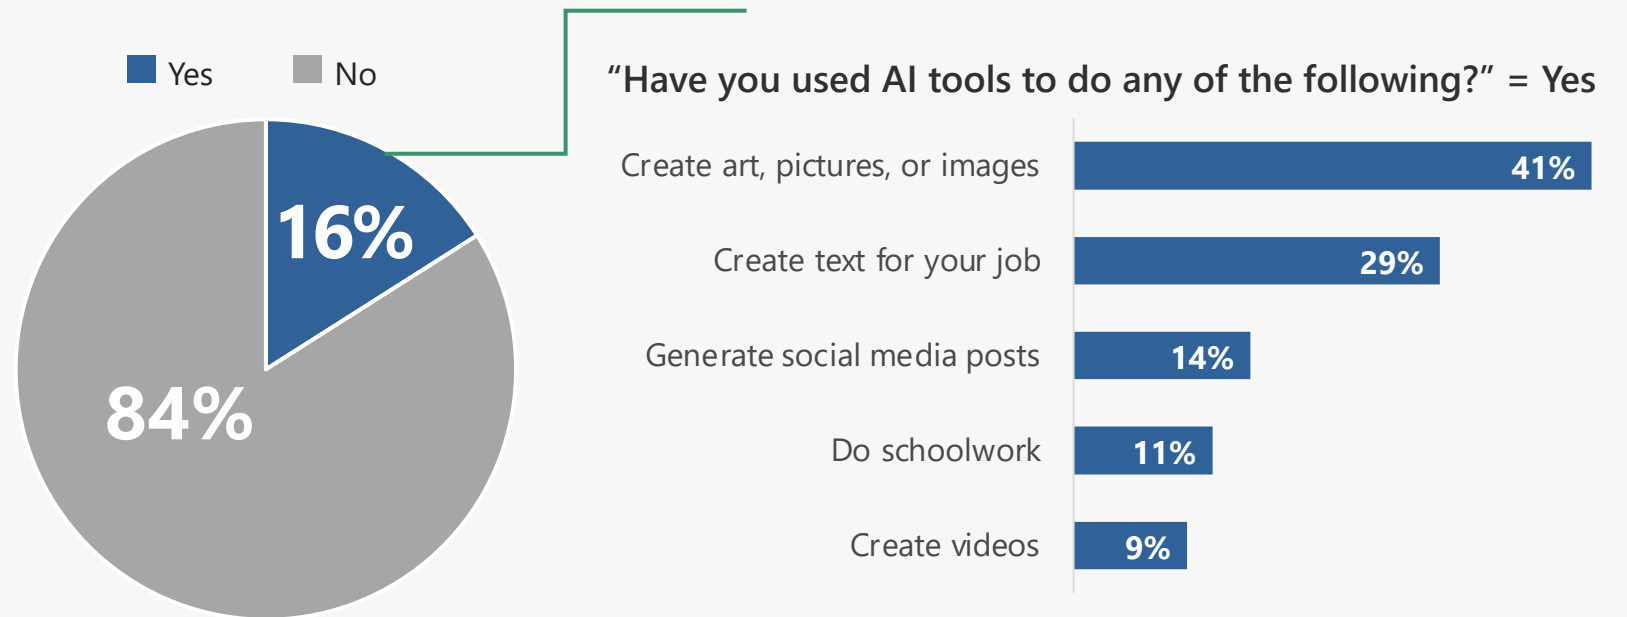 Yes
No
16%
84%
“Have you used AI tools to do any of the following?” = Yes
Create art, pictures, or images
41%
Create text for your job
29%
Generate social media posts
14%
Do schoolwork
11%
Create videos
9%